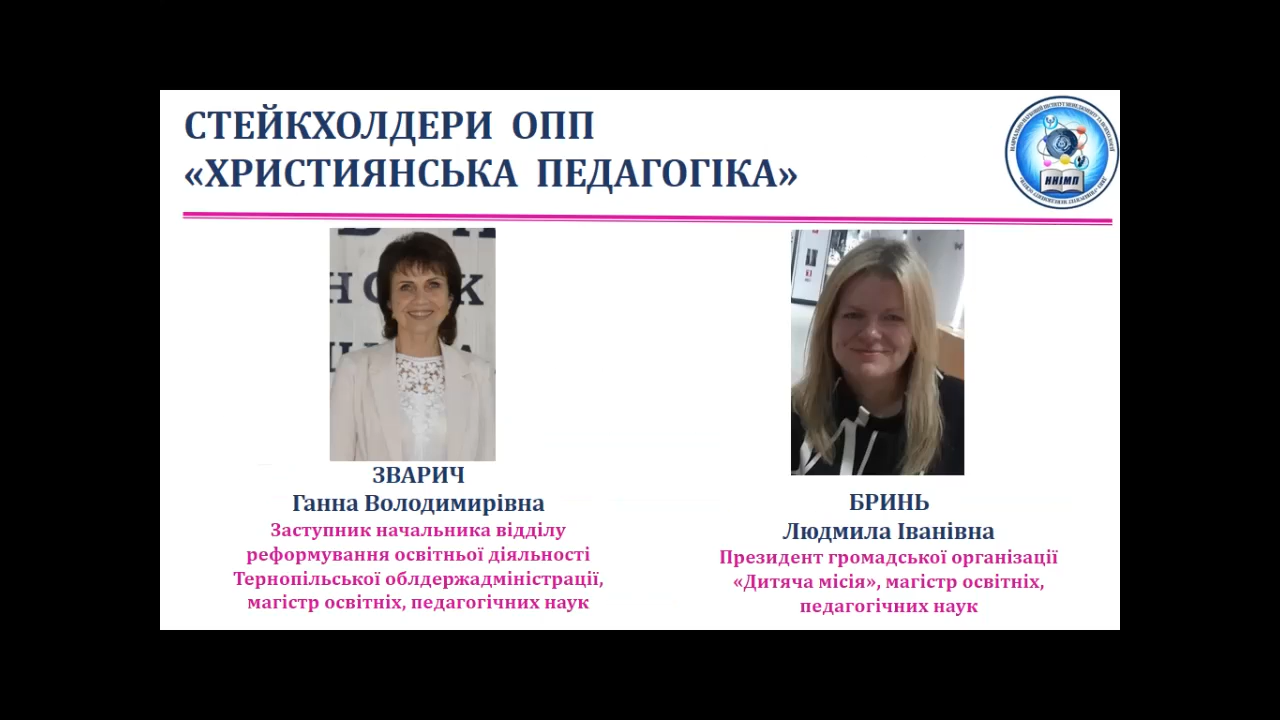 СТЕЙКХОЛДЕРИ ОПП
«ХРИСТИЯНСЬКА ПЕДАГОГІКА»
ННІМП
ЗВАРИЧ
Ганна Володимирівна
Заступник начальника відділу
реформування освітньої діяльності
Тернопільської облдержадміністрації,
магістр освітніх, педагогічних наук
БРИНЬ
Людмила Іванівна
Президент громадської організації
«Дитяча місія», магістр освітніх,
педагогічних наук